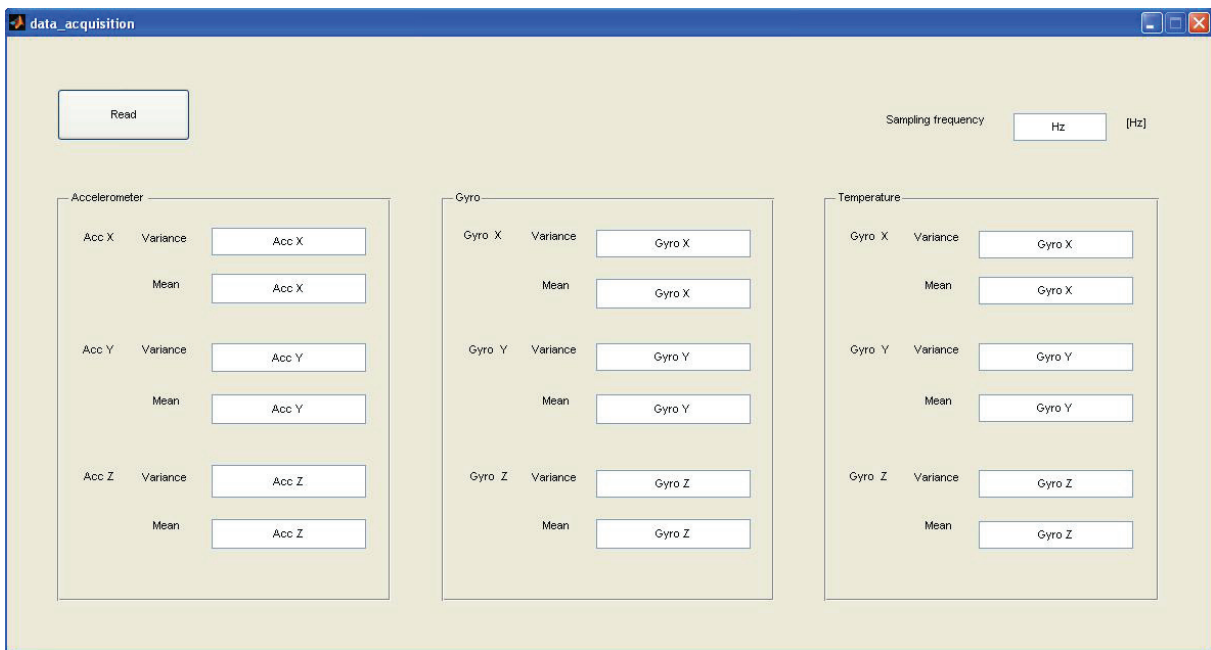 data_acquisition
Read
Sampling frequency Hz [Hz]
Accelerometer
Acc X Variance Acc X
Mean Acc X
Acc Y Variance Acc Y
Mean Acc Y
Acc Z Variance Acc Z
Mean Acc Z
Gyro
Gyro X Variance Gyro X
Mean Gyro X
Gyro Y Variance Gyro Y
Mean Gyro Y
Gyro Z Variance Gyro Z
Mean Gyro Z
Temperature
Gyro X Variance Gyro X
Mean Gyro X
Gyro Y Variance Gyro Y
Mean Gyro Y
Gyro Z Variance Gyro Z
Mean Gyro Z